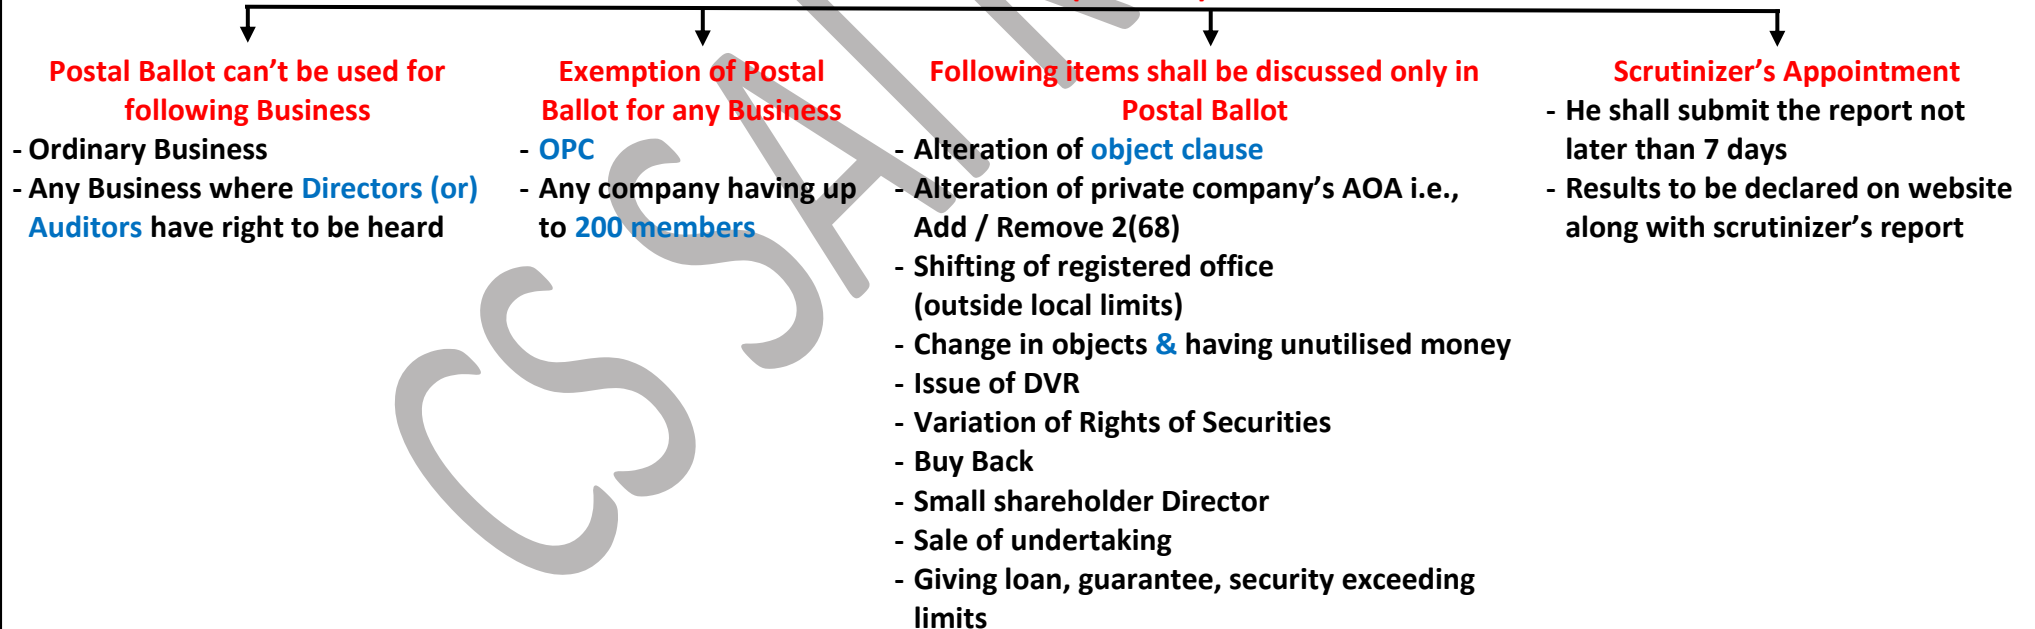 Postal Ballot can’t be used for
following Business
- Ordinary Business
- Any Business where Directors (or)
Auditors have right to be heard
Exemption of Postal
Ballot for any Business
- OPC
- Any company having up
to 200 members
Following items shall be discussed only in
Postal Ballot
- Alteration of object clause
- Alteration of private company’s AOA i.e.,
Add / Remove 2(68)
- Shifting of registered office
(outside local limits)
- Change in objects & having unutilised money
- Issue of DVR
- Variation of Rights of Securities
- Buy Back
- Small shareholder Director
- Sale of undertaking
- Giving loan, guarantee, security exceeding
limits
Scrutinizer’s Appointment
- He shall submit the report not
later than 7 days
- Results to be declared on website
along with scrutinizer’s report
CS SAI